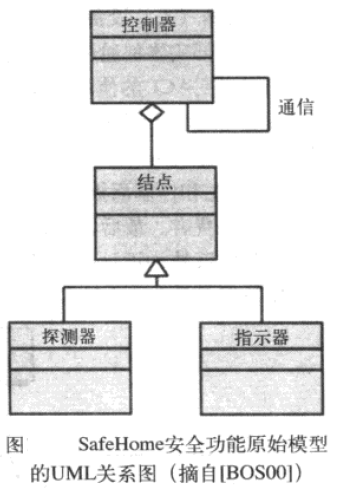 控制器
通信
结点
探测器
指示器
图 SafeHome安全功能原始模型
的UML关系图（摘自[BOS00]）